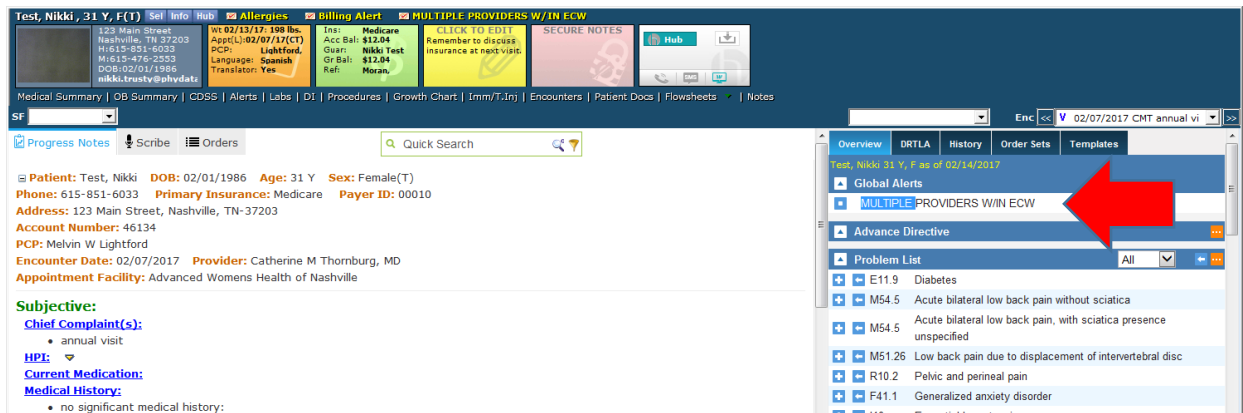 Test, Nikki , 31 Y, F(T) Sel Info Hub Allergies Billing Alert MULTIPLE PROVIDERS W/IN ECW
123 Main Street
Nashville, TN 37203
H:615-851-6033
M:615-476-2553
DOB:02/01/1986
nikki.trusty@phydata
Wt 02/13/17: 198 lbs.
Appt(L):02/07/17(CT)
PCP: Lightford,
Language: Spanish
Translator: Yes
Ins: Medicare
Acc Bal: $12.04
Guar: Nikki Test
Gr Bal: $12.04
Ref: Moran,
CLICK TO EDIT
Remember to discuss
insurance at next visit.
SECURE NOTES
Hub
SMS
Medical Summary | OB Summary | CDSS | Alerts | Labs | DI | Procedures | Growth Chart | Imm/T.Inj | Encounters | Patient Docs | Flowsheets | Notes
SF
Enc << V 02/07/2017 CMT annual vi >>
Progress Notes Scribe Orders Quick Search
Patient: Test, Nikki DOB: 02/01/1986 Age: 31 Y Sex: Female(T)
Phone: 615-851-6033 Primary Insurance: Medicare Payer ID: 00010
Address: 123 Main Street, Nashville, TN-37203
Account Number: 46134
PCP: Melvin W Lightford
Encounter Date: 02/07/2017 Provider: Catherine M Thornburg, MD
Appointment Facility: Advanced Womens Health of Nashville
Subjective:
Chief Complaint(s):
• annual visit
HPI:
Current Medication:
Medical History:
• no significant medical history:
Overview DRTLA History Order Sets Templates
Test, Nikki 31 Y, F as of 02/14/2017
Global Alerts
MULTIPLE PROVIDERS W/IN ECW
Advance Directive
Problem List All
E11.9 Diabetes
M54.5 Acute bilateral low back pain without sciatica
M54.5 Acute bilateral low back pain, with sciatica presence
unspecified
M51.26 Low back pain due to displacement of intervertebral disc
R10.2 Pelvic and perineal pain
F41.1 Generalized anxiety disorder